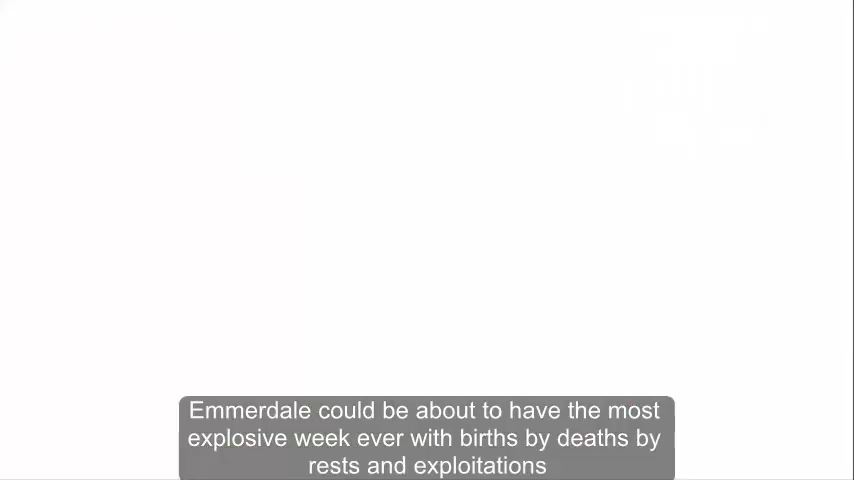 Emmerdale could be about to have the most
explosive week ever with births by deaths by
rests and exploitations